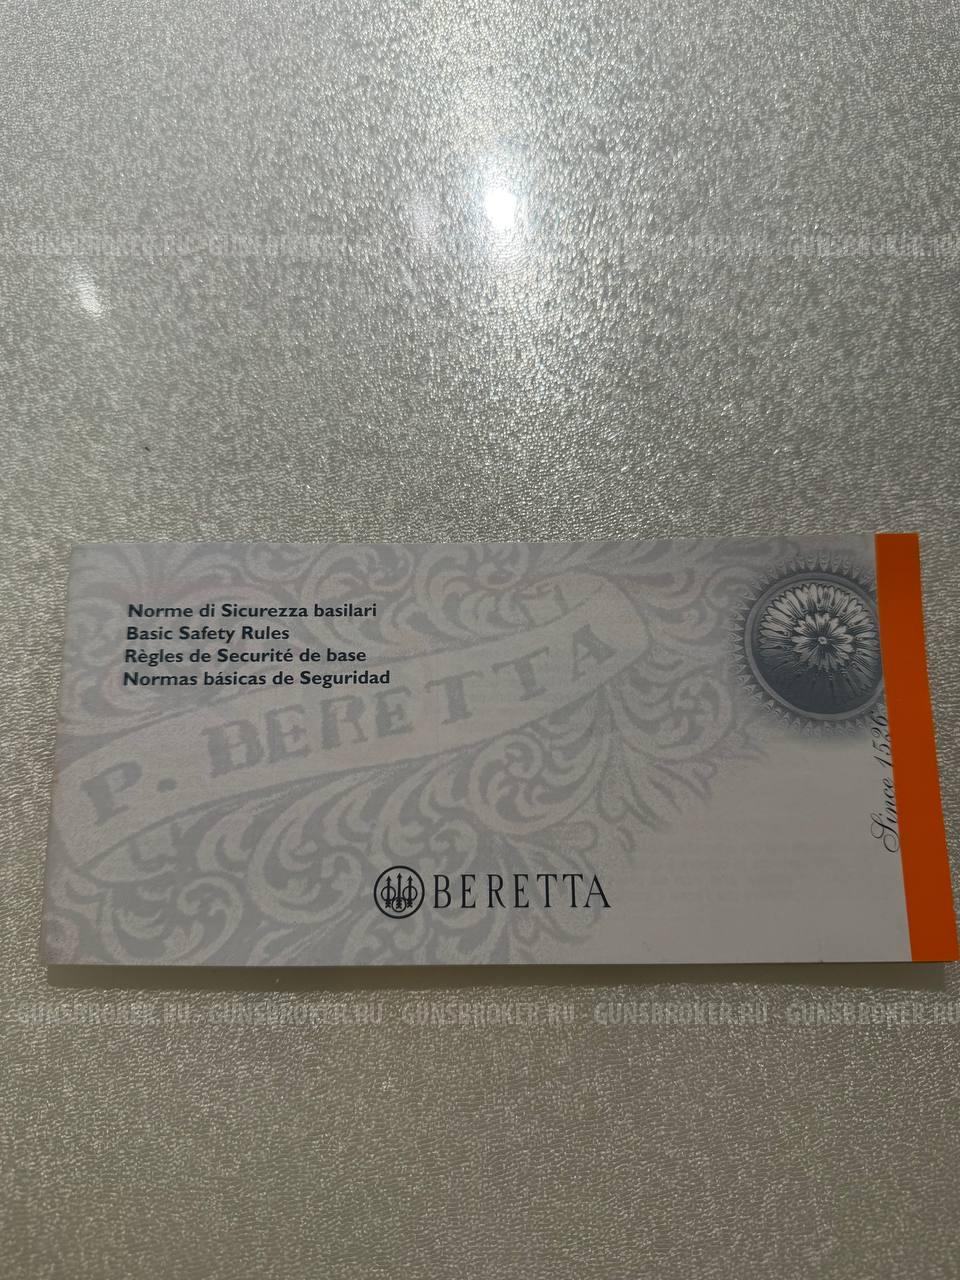 GUNSBROKER.RU GUNSBROKER.RU GUNSBROKER.RU GUNSBROKER.RU GUNSBROKER.RU
Norme di Sicurezza basilari
Basic Safety Rules
Règles de Securité de base
Normas básicas de Seguridad
P. BERETTA
Since 1526
BERETTA
GUNSBROKER.RU GUNSBROKER.RU GUNSBROKER.RU GUNSBROKER.RU GUNSBROKER.RU